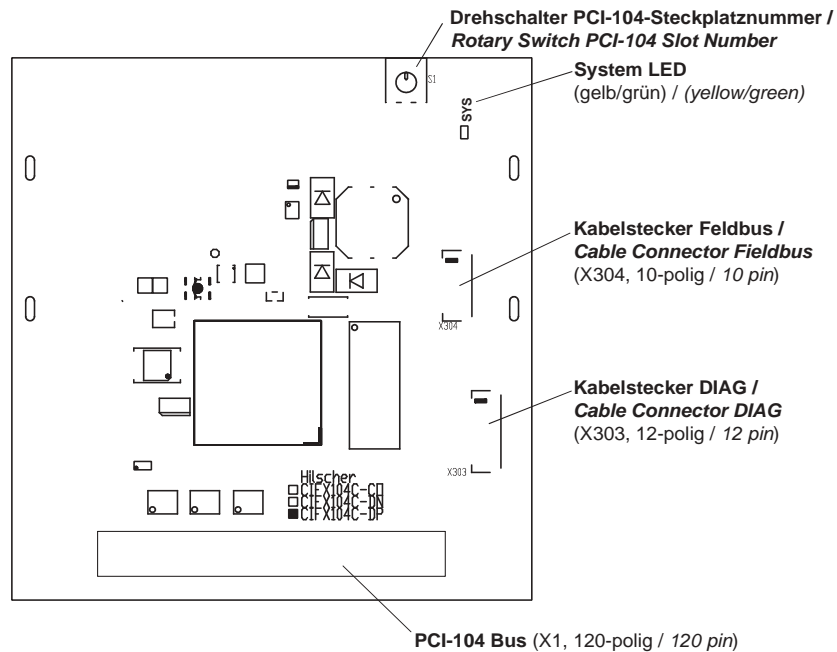 Drehschalter PCI-104-Steckplatznummer /
Rotary Switch PCI-104 Slot Number
S1
System LED
(gelb/grün) / (yellow/green)
SYS
Kabelstecker Feldbus /
Cable Connector Fieldbus
(X304, 10-polig / 10 pin)
X304
Kabelstecker DIAG /
Cable Connector DIAG
(X303, 12-polig / 12 pin)
X303
Hilscher
CIFX104C-CO
CIFX104C-DN
CIFX104C-DP
PCI-104 Bus (X1, 120-polig / 120 pin)